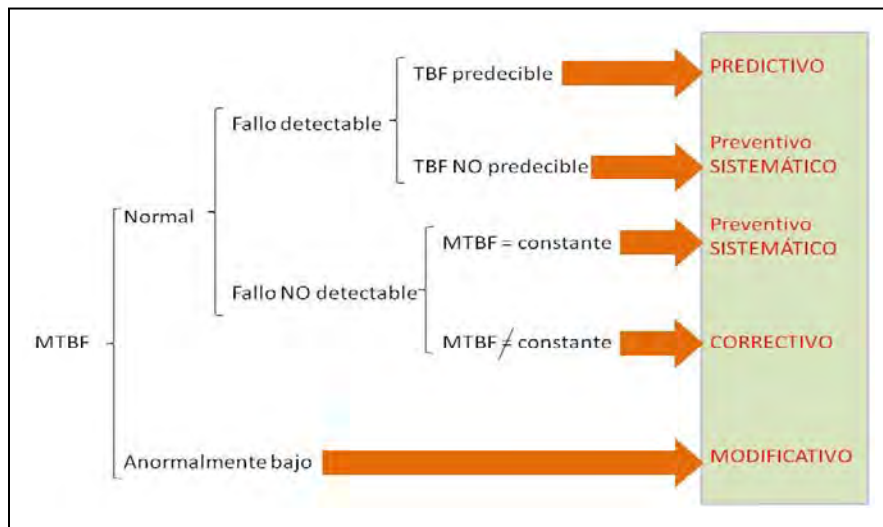 TBF predecible
PREDICTIVO
Fallo detectable
TBF NO predecible
Preventivo
SISTEMÁTICO
Normal
MTBF = constante
Preventivo
SISTEMÁTICO
Fallo NO detectable
MTBF ≠ constante
CORRECTIVO
MTBF
Anormalmente bajo
MODIFICATIVO